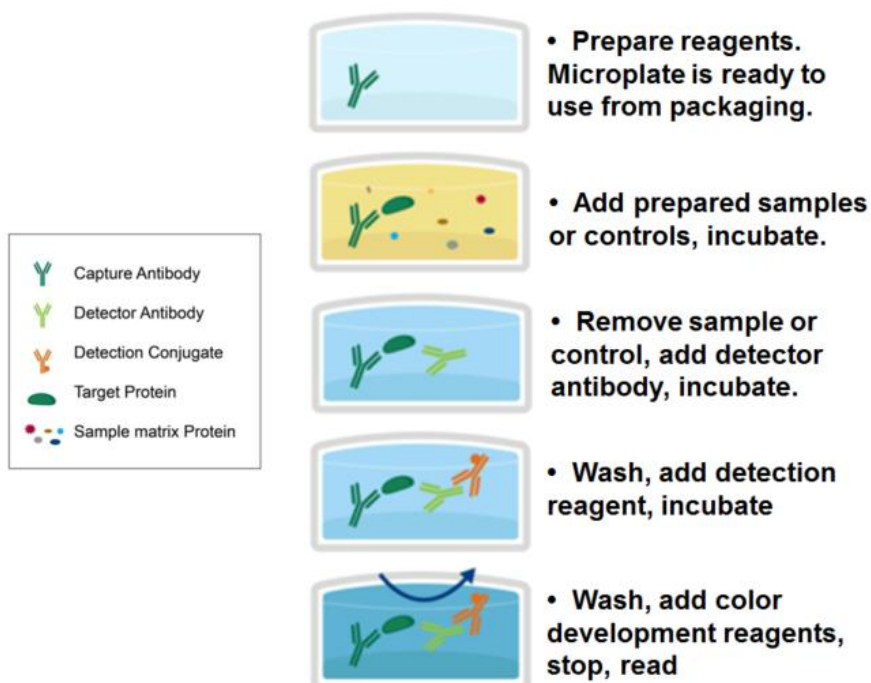 • Prepare reagents.
Microplate is ready to
use from packaging.
• Add prepared samples
or controls, incubate.
Capture Antibody
Detector Antibody
Detection Conjugate
Target Protein
Sample matrix Protein
• Remove sample or
control, add detector
antibody, incubate.
• Wash, add detection
reagent, incubate
• Wash, add color
development reagents,
stop, read